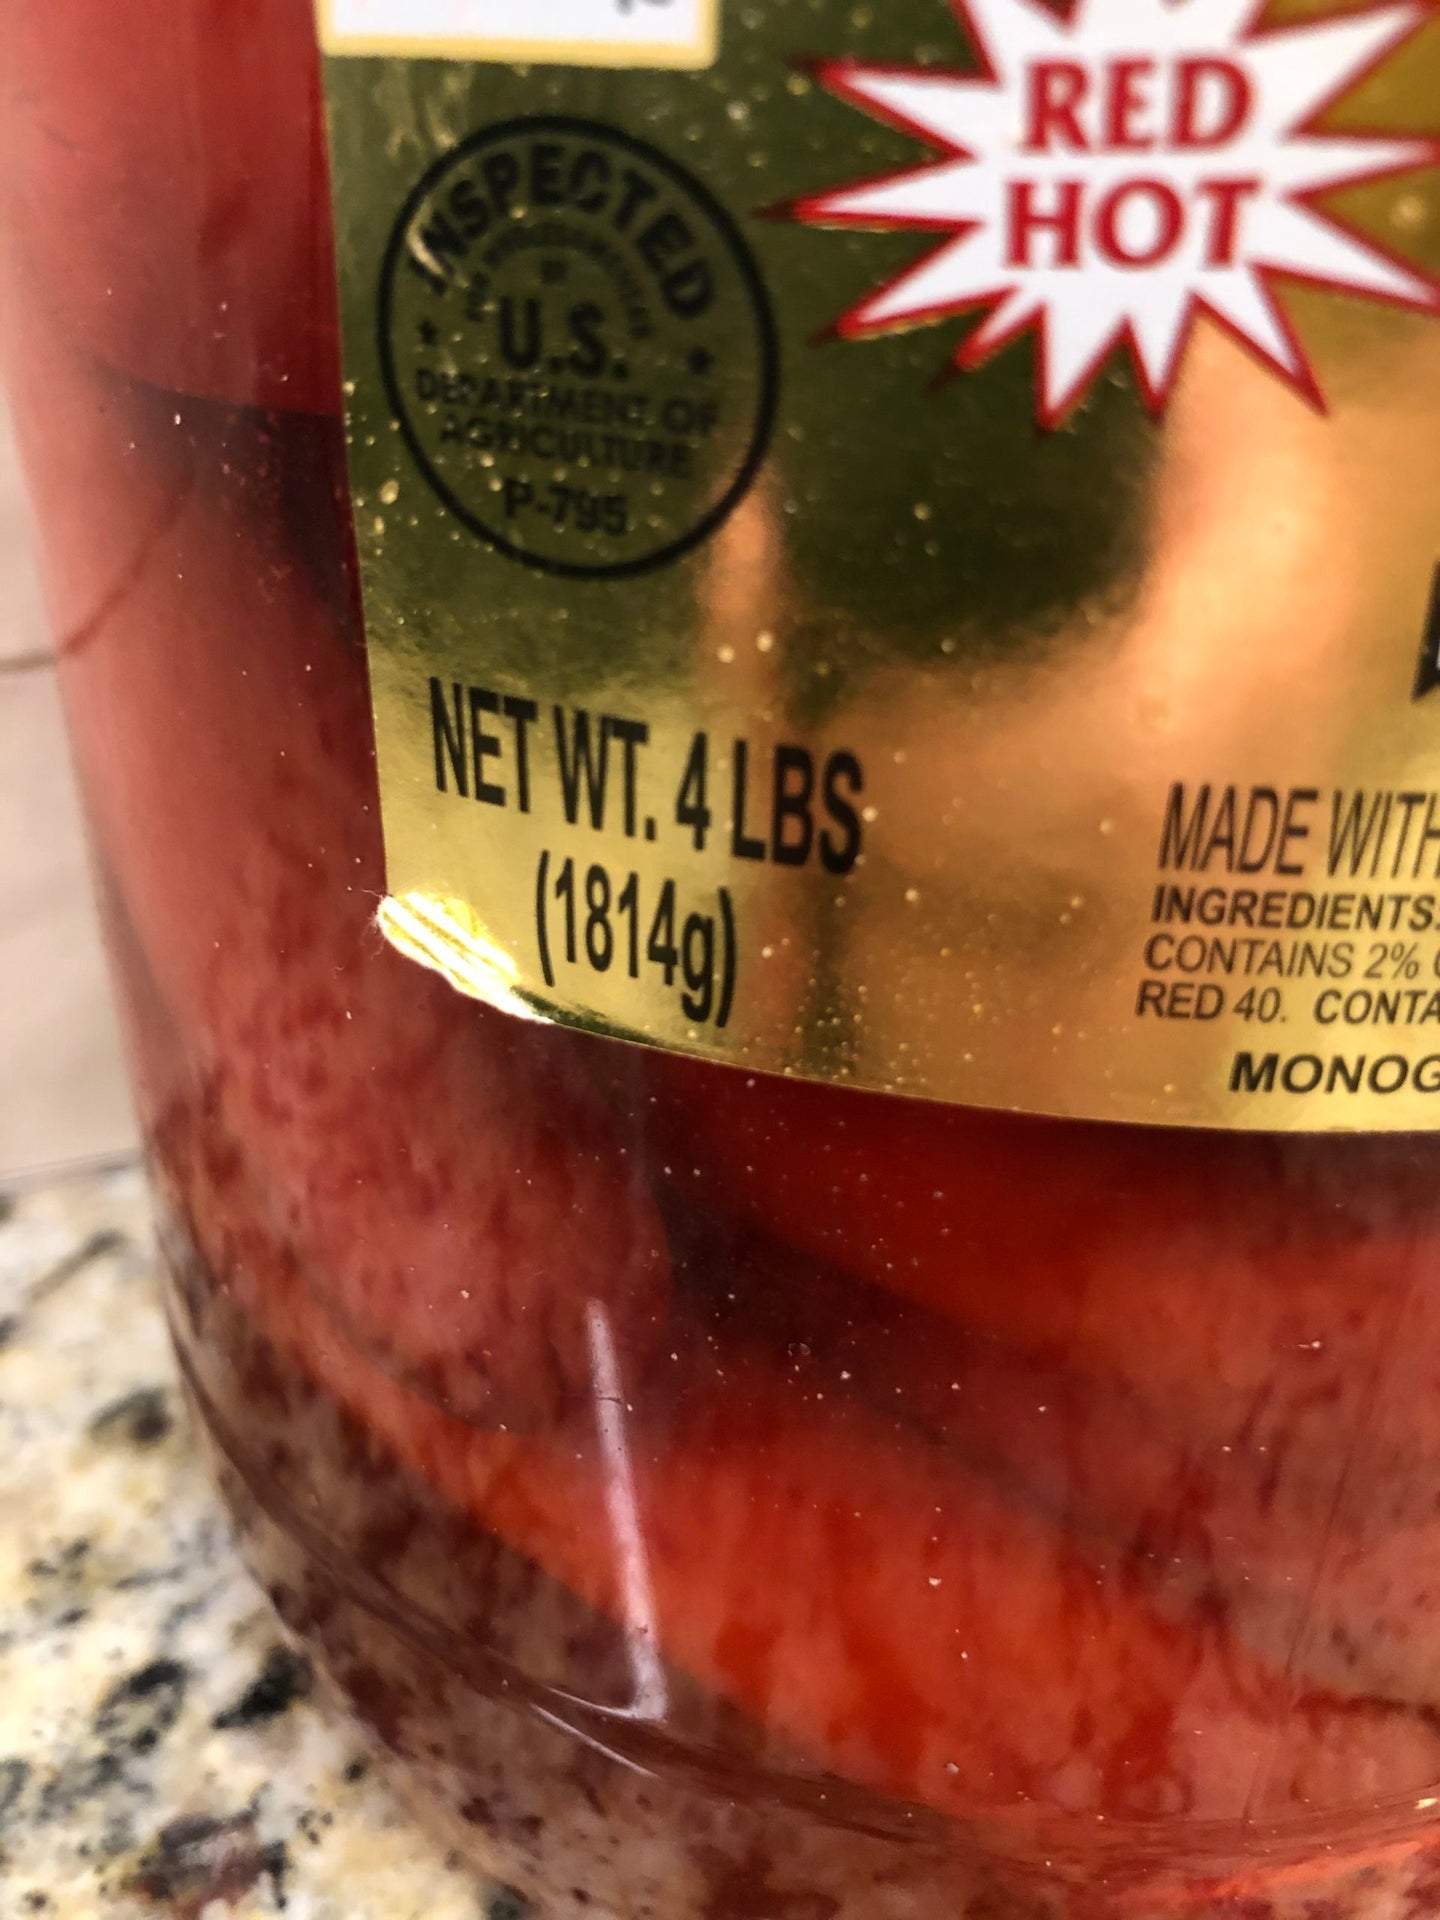 RED
HOT
INSPECTED
U.S.
DEPARTMENT OF
AGRICULTURE
P-795
NET WT. 4 LBS
(1814g)
MADE WITH
INGREDIENTS:
CONTAINS 2%
RED 40. CONTA
MONOG